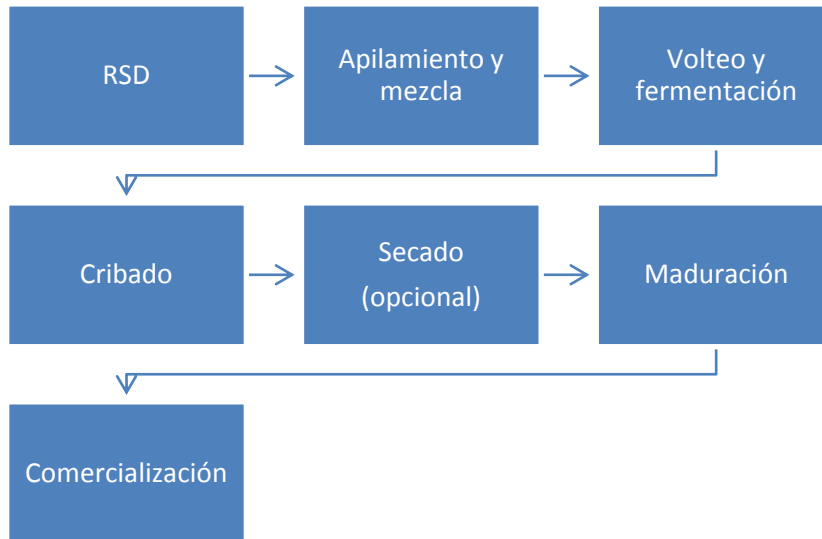 RSD
Apilamiento y
mezcla
Volteo y
fermentación
Cribado
Secado
(opcional)
Maduración
Comercialización